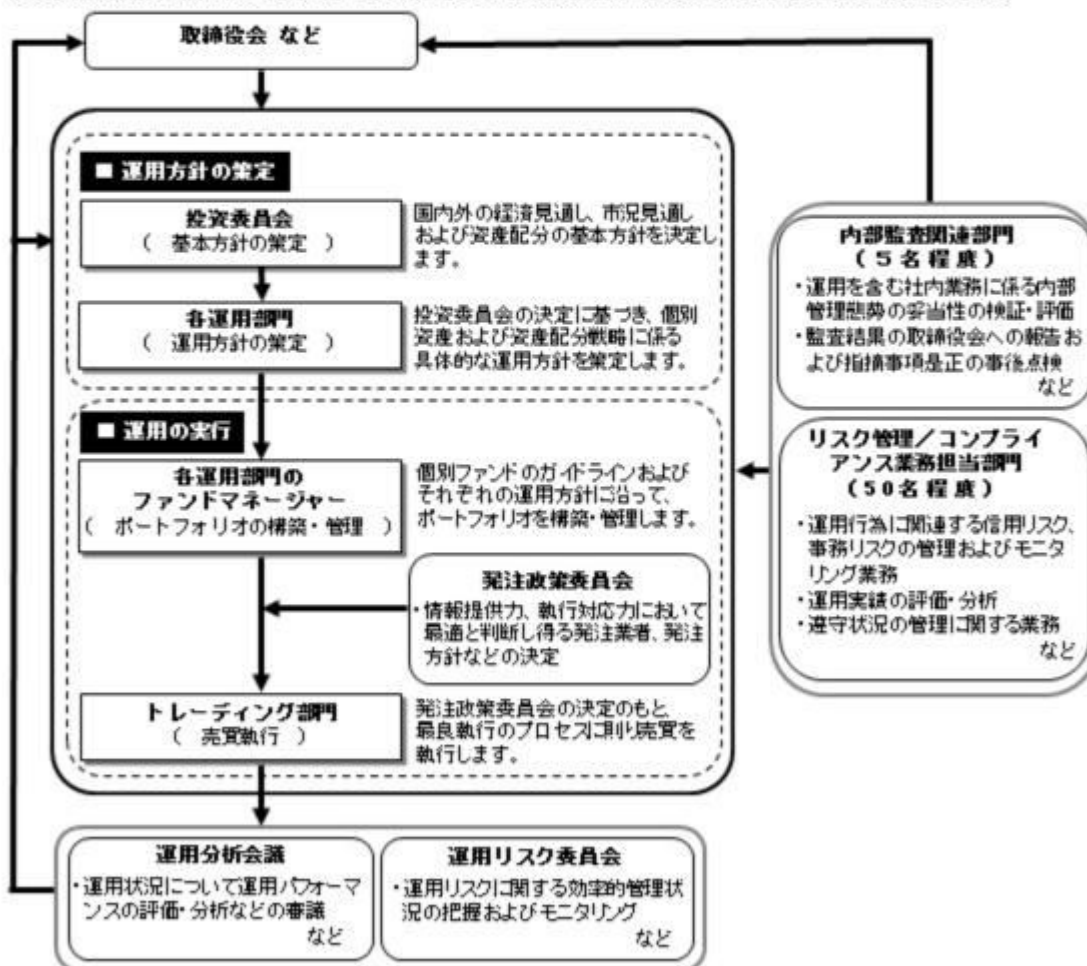 取締役会 など
■ 運用方針の策定
投資委員会
( 基本方針の策定 )
国内外の経済見通し、市況見通し
および資産配分の基本方針を決定し
ます。
各運用部門
( 運用方針の策定 )
投資委員会の決定に基づき、個別
資産および資産配分戦略に係る
具体的な運用方針を策定します。
■ 運用の実行
各運用部門の
ファンドマネージャー
( ポートフォリオの構築・管理 )
個別ファンドのガイドラインおよび
それぞれの運用方針に沿って、
ポートフォリオを構築・管理します。
発注政策委員会
・情報提供力、執行対応力において
最適と判断し得る発注業者、発注
方針などの決定
トレーディング部門
( 売買執行 )
発注政策委員会の決定のもと、
最良執行のプロセスに則り売買を
執行します。
内部監査関連部門
(5名程度)
・運用を含む社内業務に係る内部
管理態勢の妥当性の検証・評価
・監査結果の取締役会への報告お
よび指摘事項是正の事後点検
など
リスク管理／コンプライ
アンス業務担当部門
(50名程度)
・運用行為に関連する信用リスク、
事務リスクの管理およびモニタ
リング業務
・運用実績の評価・分析
・遵守状況の管理に関する業務
など
運用分析会議
・運用状況について運用パフォーマ
ンスの評価・分析などの審議
など
運用リスク委員会
・運用リスクに関する効率的管理状
況の把握およびモニタリング
など